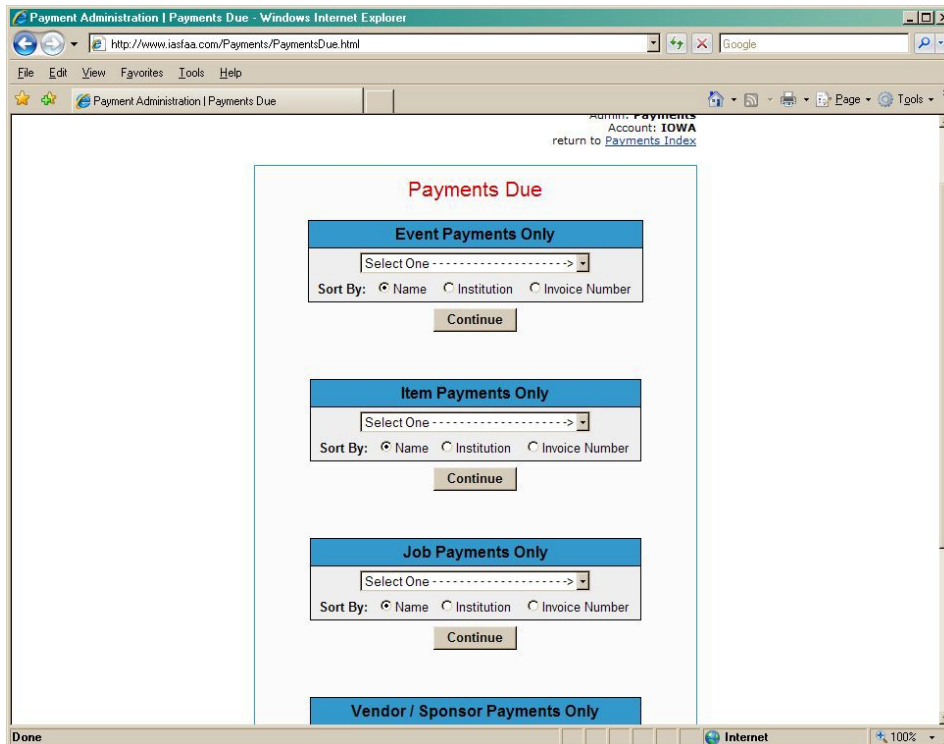 Payment Administration | Payments Due - Windows Internet Explorer
http://www.iasfaa.com/Payments/PaymentsDue.html
Google
File Edit View Favorites Tools Help
Payment Administration | Payments Due
Page Tools
Admin: Payments
Account: IOWA
return to Payments Index
Payments Due
Event Payments Only
Select One - - - - - - - - - - - - - - - - - - - ->
Sort By: Name Institution Invoice Number
Continue
Item Payments Only
Select One - - - - - - - - - - - - - - - - - - - ->
Sort By: Name Institution Invoice Number
Continue
Job Payments Only
Select One - - - - - - - - - - - - - - - - - - - ->
Sort By: Name Institution Invoice Number
Continue
Vendor / Sponsor Payments Only
Done Internet 100%